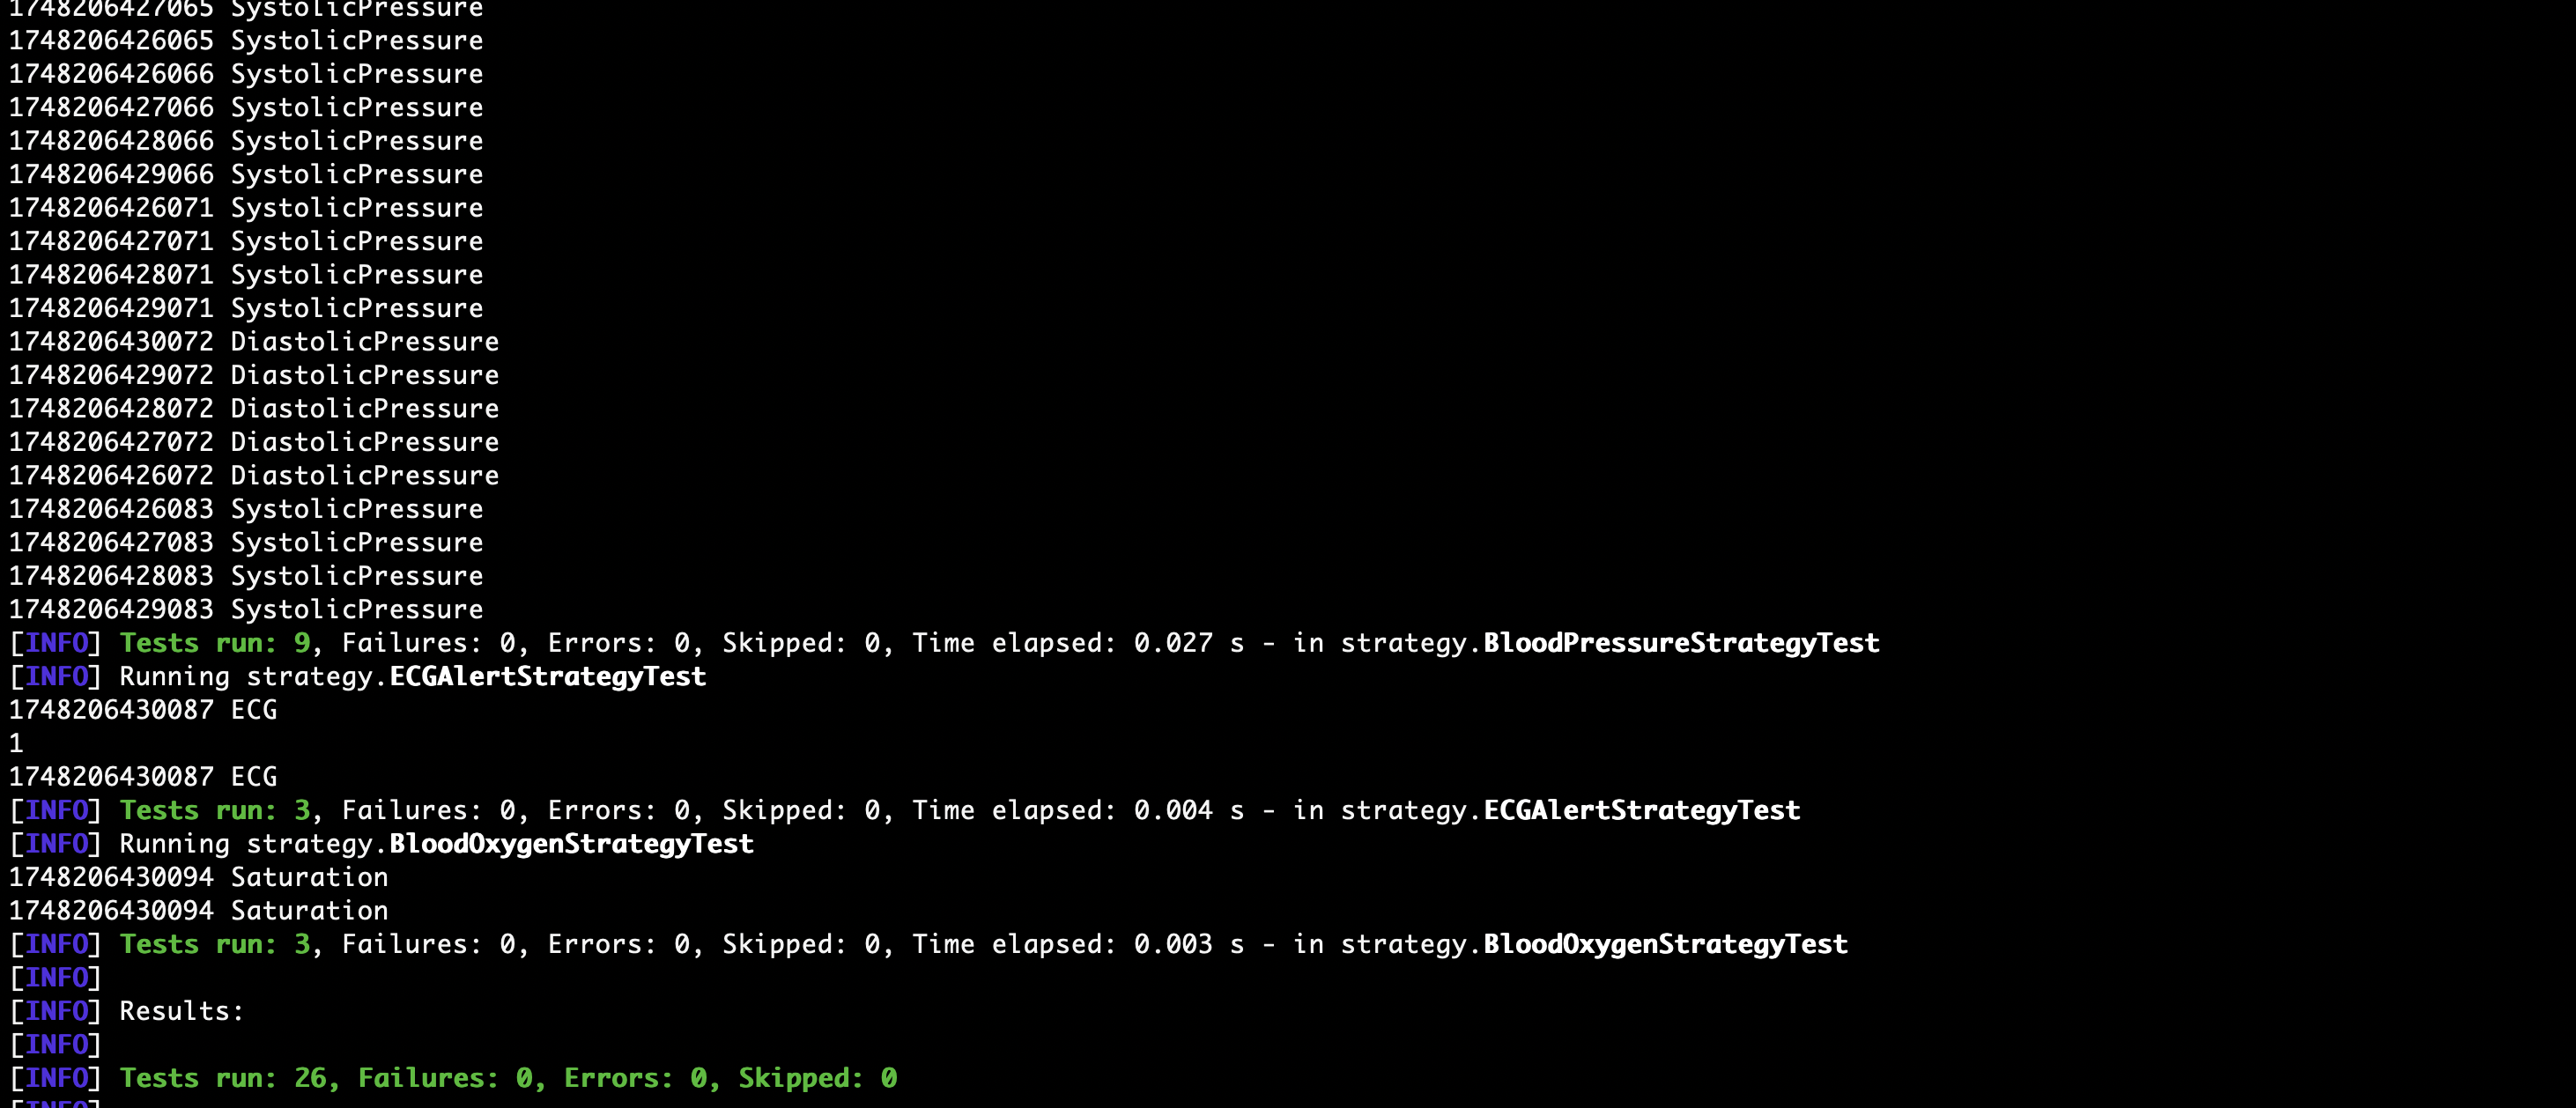 1748206427065 SystolicPressure
1748206426065 SystolicPressure
1748206426066 SystolicPressure
1748206427066 SystolicPressure
1748206428066 SystolicPressure
1748206429066 SystolicPressure
1748206426071 SystolicPressure
1748206427071 SystolicPressure
1748206428071 SystolicPressure
1748206429071 SystolicPressure
1748206430072 DiastolicPressure
1748206429072 DiastolicPressure
1748206428072 DiastolicPressure
1748206427072 DiastolicPressure
1748206426072 DiastolicPressure
1748206426083 SystolicPressure
1748206427083 SystolicPressure
1748206428083 SystolicPressure
1748206429083 SystolicPressure
[INFO] Tests run: 9, Failures: 0, Errors: 0, Skipped: 0, Time elapsed: 0.027 s - in strategy.BloodPressureStrategyTest
[INFO] Running strategy.ECGAlertStrategyTest
1748206430087 ECG
1
1748206430087 ECG
[INFO] Tests run: 3, Failures: 0, Errors: 0, Skipped: 0, Time elapsed: 0.004 s - in strategy.ECGAlertStrategyTest
[INFO] Running strategy.BloodOxygenStrategyTest
1748206430094 Saturation
1748206430094 Saturation
[INFO] Tests run: 3, Failures: 0, Errors: 0, Skipped: 0, Time elapsed: 0.003 s - in strategy.BloodOxygenStrategyTest
[INFO]
[INFO] Results:
[INFO]
[INFO] Tests run: 26, Failures: 0, Errors: 0, Skipped: 0
[INFO]